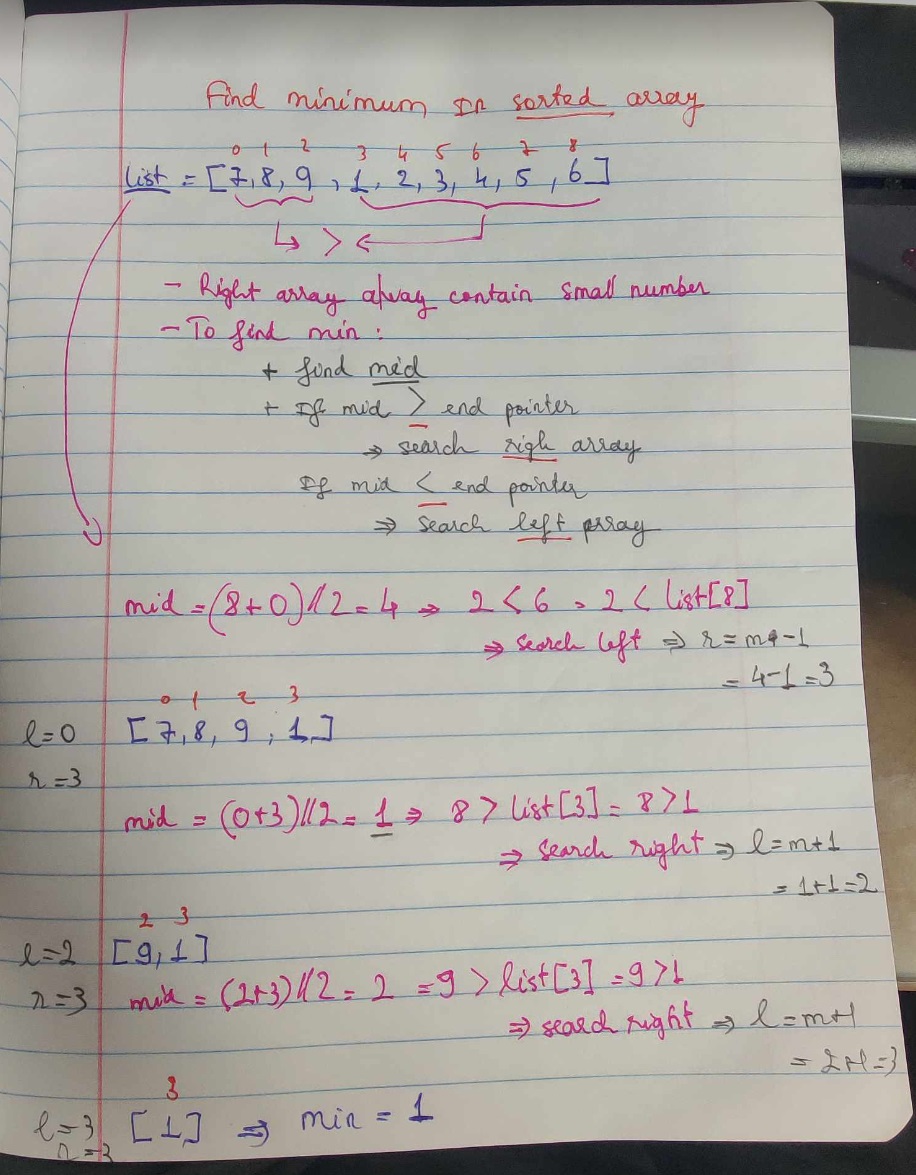 Find minimum In sorted array
0 1 2 3 4 5 6 7 8
list = [7,8,9,1,2,3,4,5,6]
↳ > ←
- Right array alway contain small number
- To find min :
+ find mid
+ If mid > end pointer
⇒ search righ array
If mid < end pointer
⇒ search left array
mid = (8+0)//2 = 4 ⇒ 2 < 6 = 2 < list[8]
⇒ search left ⇒ r = m-1
= 4-1 = 3
0 1 2 3
l=0 [7,8,9,1,]
r=3
mid = (0+3)//2 = 1 ⇒ 8 > list[3] = 8 > 1
⇒ search right ⇒ l = m+1
= 1+1 = 2
2 3
l=2 [9,1]
r=3 mid = (2+3)//2 = 2 = 9 > list[3] = 9 > 1
⇒ search right ⇒ l = m+1
= 2+1 = 3
3
l=3 [1,] ⇒ min = 1
r=3